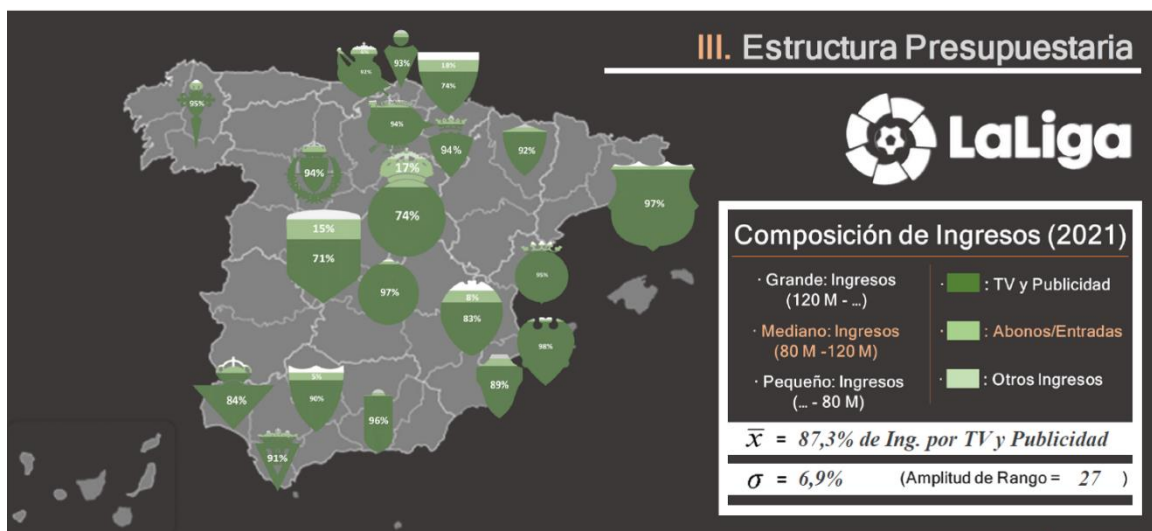 III. Estructura Presupuestaria
LaLiga
95%
92%
93%
18%
74%
94%
94%
92%
94%
17%
74%
97%
15%
71%
97%
95%
8%
83%
98%
89%
84%
5%
90%
96%
91%
Composición de Ingresos (2021)
· Grande: Ingresos
(120 M - ...)
· Mediano: Ingresos
(80 M -120 M)
· Pequeño: Ingresos
(... - 80 M)
· : TV y Publicidad
· : Abonos/Entradas
· : Otros Ingresos
x̅ = 87,3% de Ing. por TV y Publicidad
σ = 6,9% (Amplitud de Rango = 27 )